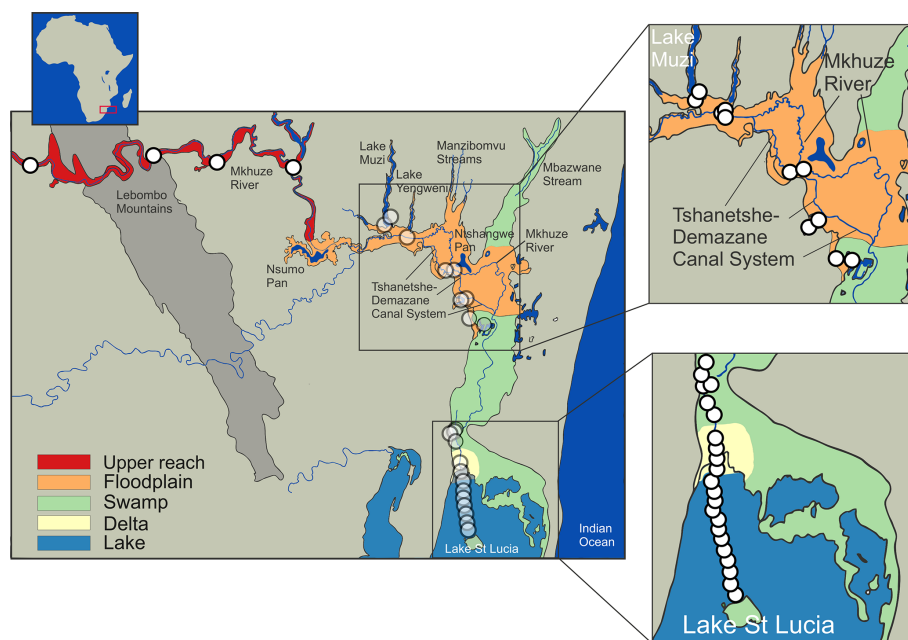 Lake
Muzi
Mkhuze
River
Tshanetshe-
Demazane
Canal System
Lake
Muzi
Manzibomvu
Streams
Mbazwane
Stream
Lake
Yengweni
Mkhuze
River
Lebombo
Mountains
Ntshangwe
Pan
Mkhuze
River
Nsumo
Pan
Tshanetshe-
Demazane
Canal System
Upper reach
Floodplain
Swamp
Delta
Lake
Indian
Ocean
Lake St Lucia
Lake St Lucia